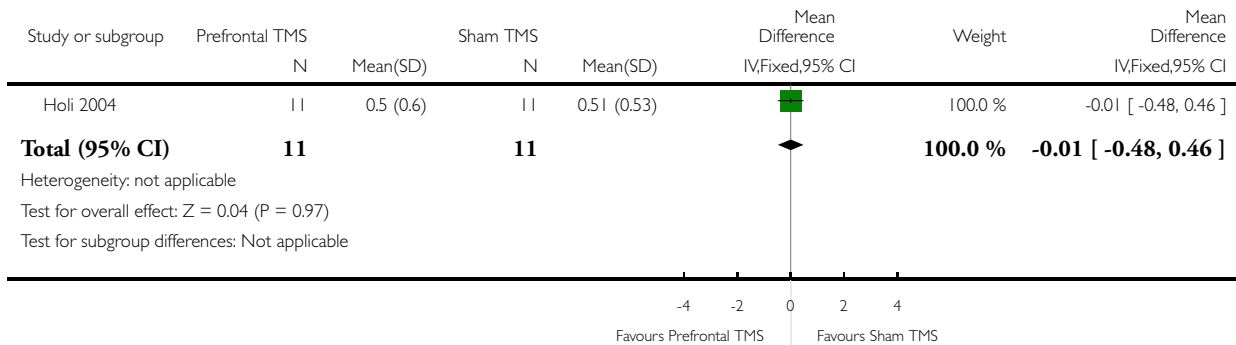 Mean Mean
Study or subgroup Prefrontal TMS Sham TMS Difference Weight Difference
N Mean(SD) N Mean(SD) IV,Fixed,95% CI IV,Fixed,95% CI
Holi 2004 11 0.5 (0.6) 11 0.51 (0.53) 100.0 % -0.01 [ -0.48, 0.46 ]
Total (95% CI) 11 11 100.0 % -0.01 [ -0.48, 0.46 ]
Heterogeneity: not applicable
Test for overall effect: Z = 0.04 (P = 0.97)
Test for subgroup differences: Not applicable
-4 -2 0 2 4
Favours Prefrontal TMS Favours Sham TMS